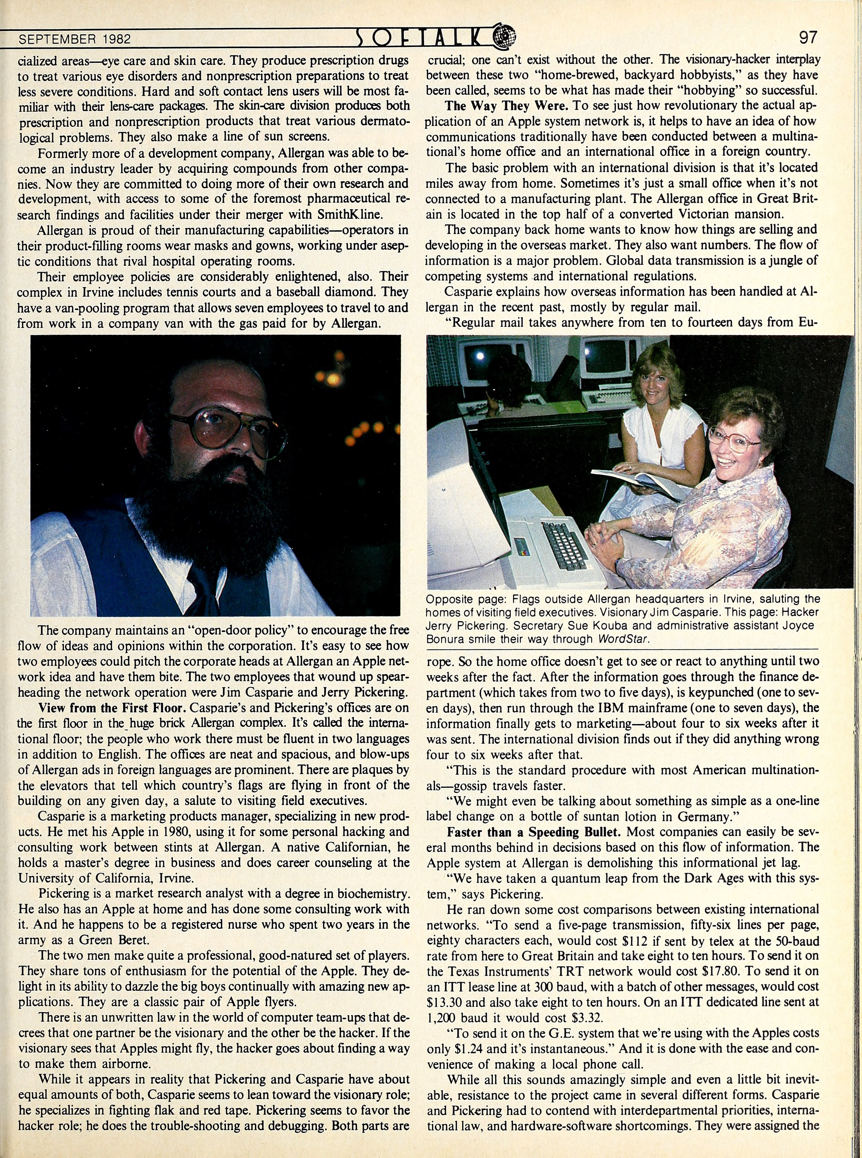 SEPTEMBER 1982
SOFTALK
97
cialized areas—eye care and skin care. They produce prescription drugs
to treat various eye disorders and nonprescription preparations to treat
less severe conditions. Hard and soft contact lens users will be most fa-
miliar with their lens-care packages. The skin-care division produces both
prescription and nonprescription products that treat various dermato-
logical problems. They also make a line of sun screens.
Formerly more of a development company, Allergan was able to be-
come an industry leader by acquiring compounds from other compa-
nies. Now they are committed to doing more of their own research and
development, with access to some of the foremost pharmaceutical re-
search findings and facilities under their merger with SmithKline.
Allergan is proud of their manufacturing capabilities—operators in
their product-filling rooms wear masks and gowns, working under asep-
tic conditions that rival hospital operating rooms.
Their employee policies are considerably enlightened, also. Their
complex in Irvine includes tennis courts and a baseball diamond. They
have a van-pooling program that allows seven employees to travel to and
from work in a company van with the gas paid for by Allergan.
The company maintains an "open-door policy" to encourage the free
flow of ideas and opinions within the corporation. It's easy to see how
two employees could pitch the corporate heads at Allergan an Apple net-
work idea and have them bite. The two employees that wound up spear-
heading the network operation were Jim Casparie and Jerry Pickering.
View from the First Floor. Casparie's and Pickering's offices are on
the first floor in the huge brick Allergan complex. It's called the interna-
tional floor; the people who work there must be fluent in two languages
in addition to English. The offices are neat and spacious, and blow-ups
of Allergan ads in foreign languages are prominent. There are plaques by
the elevators that tell which country's flags are flying in front of the
building on any given day, a salute to visiting field executives.
Casparie is a marketing products manager, specializing in new prod-
ucts. He met his Apple in 1980, using it for some personal hacking and
consulting work between stints at Allergan. A native Californian, he
holds a master's degree in business and does career counseling at the
University of California, Irvine.
Pickering is a market research analyst with a degree in biochemistry.
He also has an Apple at home and has done some consulting work with
it. And he happens to be a registered nurse who spent two years in the
army as a Green Beret.
The two men make quite a professional, good-natured set of players.
They share tons of enthusiasm for the potential of the Apple. They de-
light in its ability to dazzle the big boys continually with amazing new ap-
plications. They are a classic pair of Apple flyers.
There is an unwritten law in the world of computer team-ups that de-
crees that one partner be the visionary and the other be the hacker. If the
visionary sees that Apples might fly, the hacker goes about finding a way
to make them airborne.
While it appears in reality that Pickering and Casparie have about
equal amounts of both, Casparie seems to lean toward the visionary role;
he specializes in fighting flak and red tape. Pickering seems to favor the
hacker role; he does the trouble-shooting and debugging. Both parts are
crucial; one can't exist without the other. The visionary-hacker interplay
between these two "home-brewed, backyard hobbyists," as they have
been called, seems to be what has made their "hobbying" so successful.
The Way They Were. To see just how revolutionary the actual ap-
plication of an Apple system network is, it helps to have an idea of how
communications traditionally have been conducted between a multina-
tional's home office and an international office in a foreign country.
The basic problem with an international division is that it's located
miles away from home. Sometimes it's just a small office when it's not
connected to a manufacturing plant. The Allergan office in Great Brit-
ain is located in the top half of a converted Victorian mansion.
The company back home wants to know how things are selling and
developing in the overseas market. They also want numbers. The flow of
information is a major problem. Global data transmission is a jungle of
competing systems and international regulations.
Casparie explains how overseas information has been handled at Al-
lergan in the recent past, mostly by regular mail.
"Regular mail takes anywhere from ten to fourteen days from Eu-
Opposite page: Flags outside Allergan headquarters in Irvine, saluting the
homes of visiting field executives. Visionary Jim Casparie. This page: Hacker
Jerry Pickering. Secretary Sue Kouba and administrative assistant Joyce
Bonura smile their way through WordStar.
rope. So the home office doesn't get to see or react to anything until two
weeks after the fact. After the information goes through the finance de-
partment (which takes from two to five days), is keypunched (one to sev-
en days), then run through the IBM mainframe (one to seven days), the
information finally gets to marketing—about four to six weeks after it
was sent. The international division finds out if they did anything wrong
four to six weeks after that.
"This is the standard procedure with most American multination-
als—gossip travels faster.
"We might even be talking about something as simple as a one-line
label change on a bottle of suntan lotion in Germany."
Faster than a Speeding Bullet. Most companies can easily be sev-
eral months behind in decisions based on this flow of information. The
Apple system at Allergan is demolishing this informational jet lag.
"We have taken a quantum leap from the Dark Ages with this sys-
tem," says Pickering.
He ran down some cost comparisons between existing international
networks. "To send a five-page transmission, fifty-six lines per page,
eighty characters each, would cost $112 if sent by telex at the 50-baud
rate from here to Great Britain and take eight to ten hours. To send it on
the Texas Instruments' TRT network would cost $17.80. To send it on
an ITT lease line at 300 baud, with a batch of other messages, would cost
$13.30 and also take eight to ten hours. On an ITT dedicated line sent at
1,200 baud it would cost $3.32.
"To send it on the G.E. system that we're using with the Apples costs
only $1.24 and it's instantaneous." And it is done with the ease and con-
venience of making a local phone call.
While all this sounds amazingly simple and even a little bit inevit-
able, resistance to the project came in several different forms. Casparie
and Pickering had to contend with interdepartmental priorities, interna-
tional law, and hardware-software shortcomings. They were assigned the